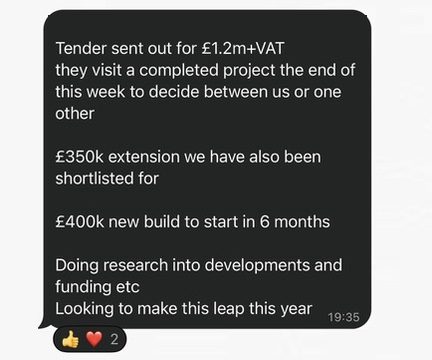 Tender sent out for £1.2m+VAT
they visit a completed project the end of
this week to decide between us or one
other
£350k extension we have also been
shortlisted for
£400k new build to start in 6 months
Doing research into developments and
funding etc
Looking to make this leap this year
19:35
👍❤️ 2